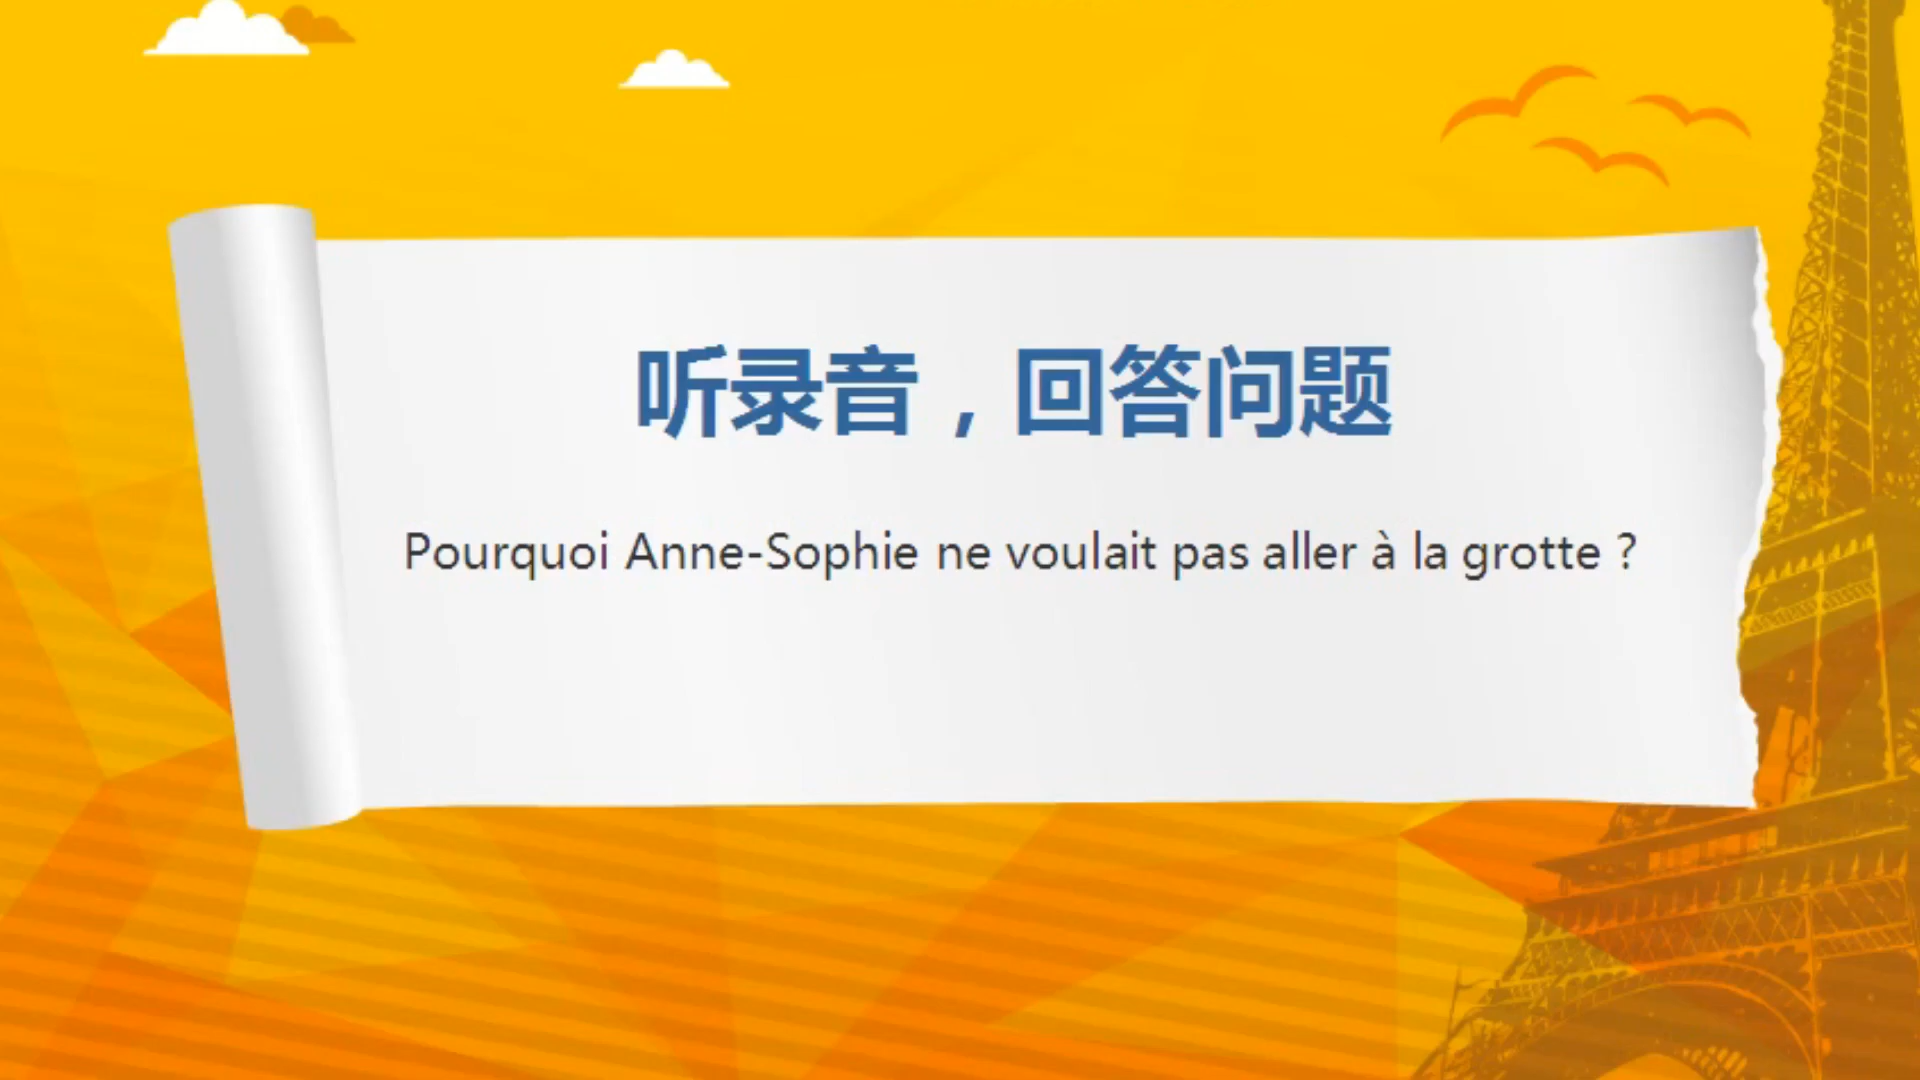 听录音，回答问题
Pourquoi Anne-Sophie ne voulait pas aller à la grotte ?